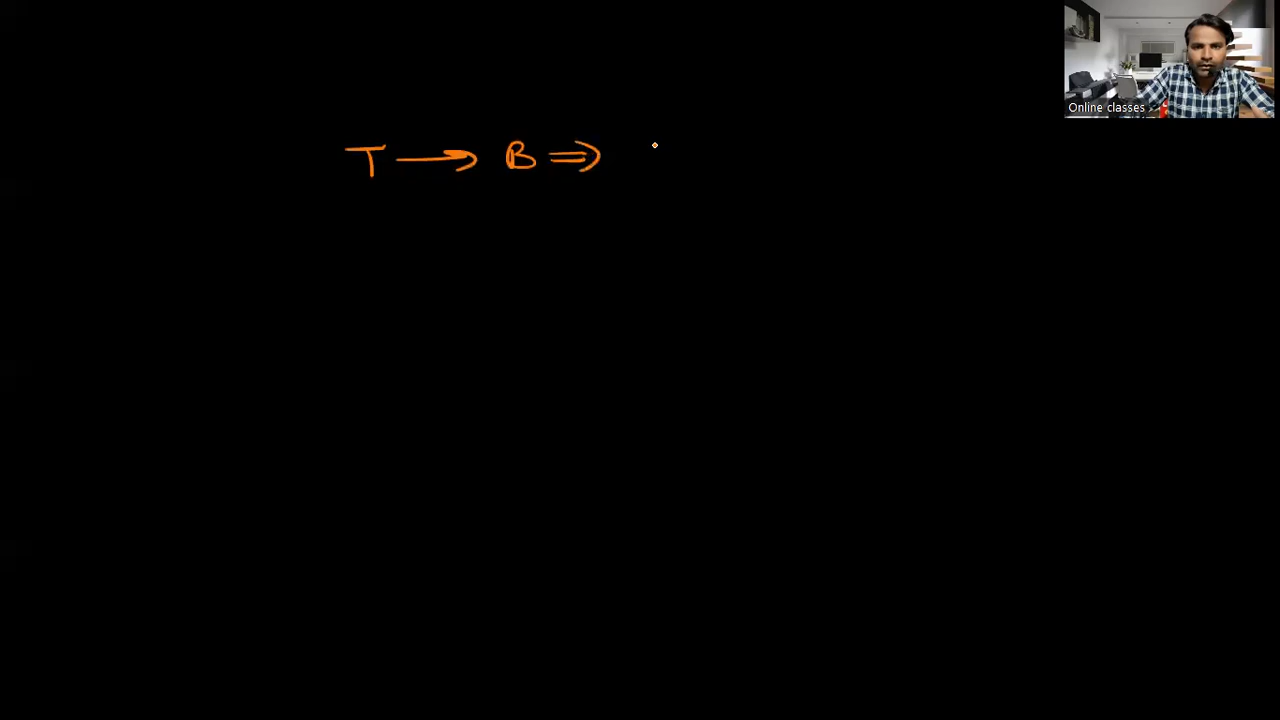 Online classes
T → B ⇒